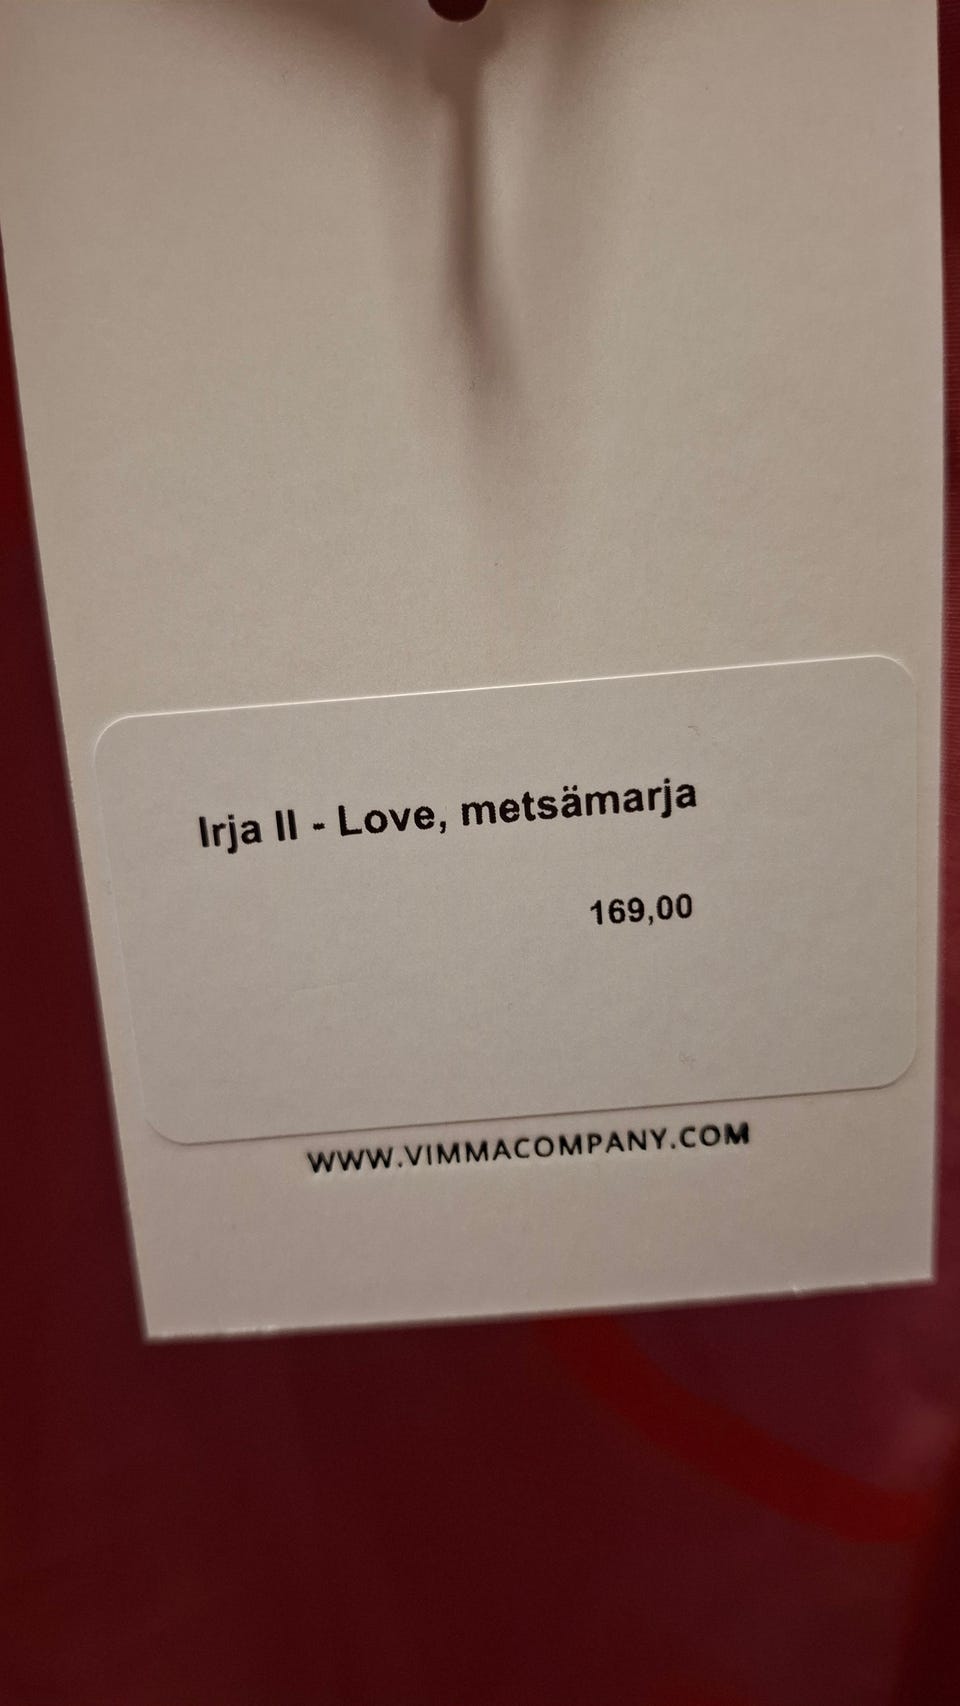 Irja II - Love, metsämarja
169,00
WWW.VIMMACOMPANY.COM